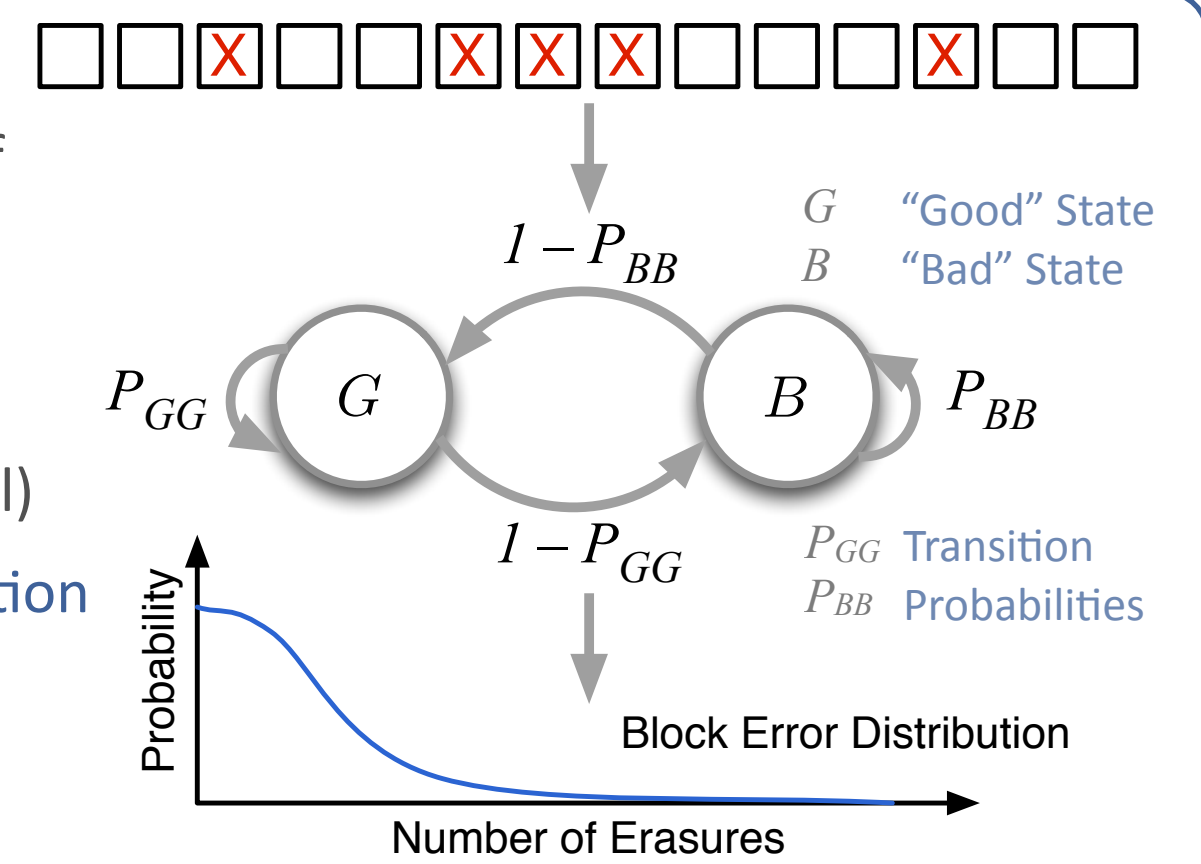 X X X X X
G “Good” State
B “Bad” State
1 – P_BB
P_GG
G
B
P_BB
1 – P_GG
P_GG Transition
P_BB Probabilities
Probability
Block Error Distribution
Number of Erasures